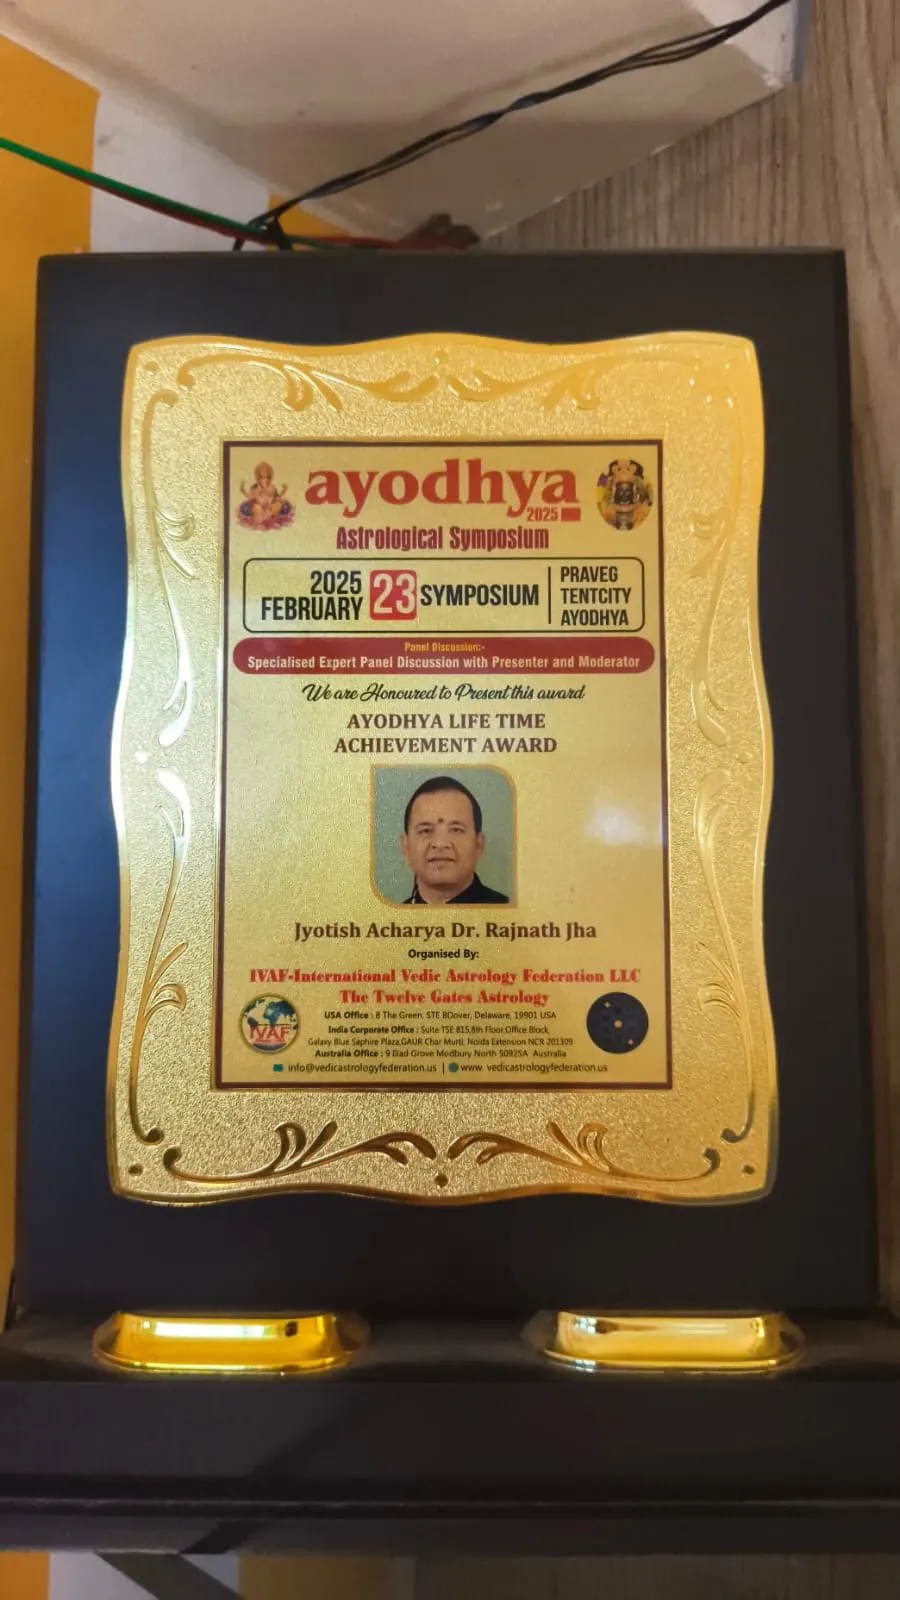 ayodhya
2025
Astrological Symposium
2025
FEBRUARY
23
SYMPOSIUM
PRAVEG
TENTCITY
AYODHYA
Panel Discussion:-
Specialised Expert Panel Discussion with Presenter and Moderator
We are Honoured to Present this award
AYODHYA LIFE TIME
ACHIEVEMENT AWARD
Jyotish Acharya Dr. Rajnath Jha
Organised By:
IVAF-International Vedic Astrology Federation LLC
The Twelve Gates Astrology
IVAF
USA Office : 8 The Green, STE BDover, Delaware, 19901 USA
India Corporate Office : Suite TSE 815,8th Floor,Office Block,
Galaxy Blue Saphire Plaza,GAUR Char Murti, Noida Extension NCR 201309
Australia Office : 9 Iliad Grove Modbury North 5092SA Australia
info@vedicastrologyfederation.us | www. vedicastrologyfederation.us